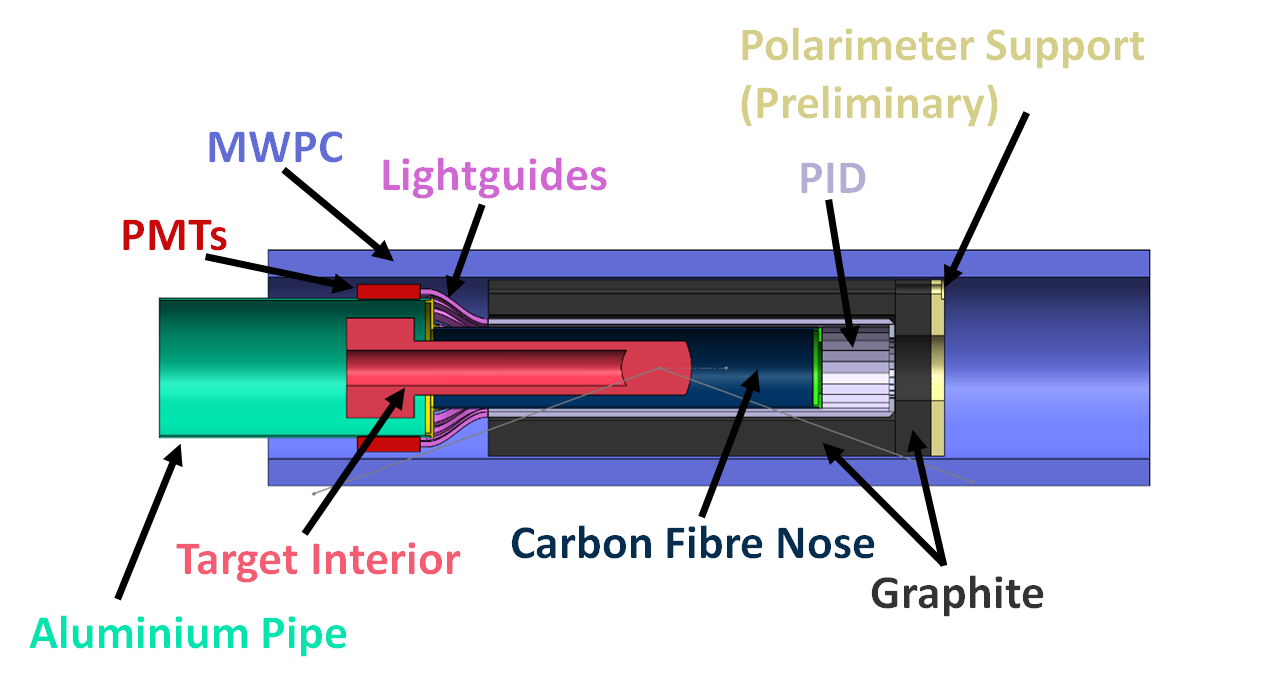 Polarimeter Support
(Preliminary)
MWPC
Lightguides
PID
PMTs
Carbon Fibre Nose
Target Interior
Graphite
Aluminium Pipe